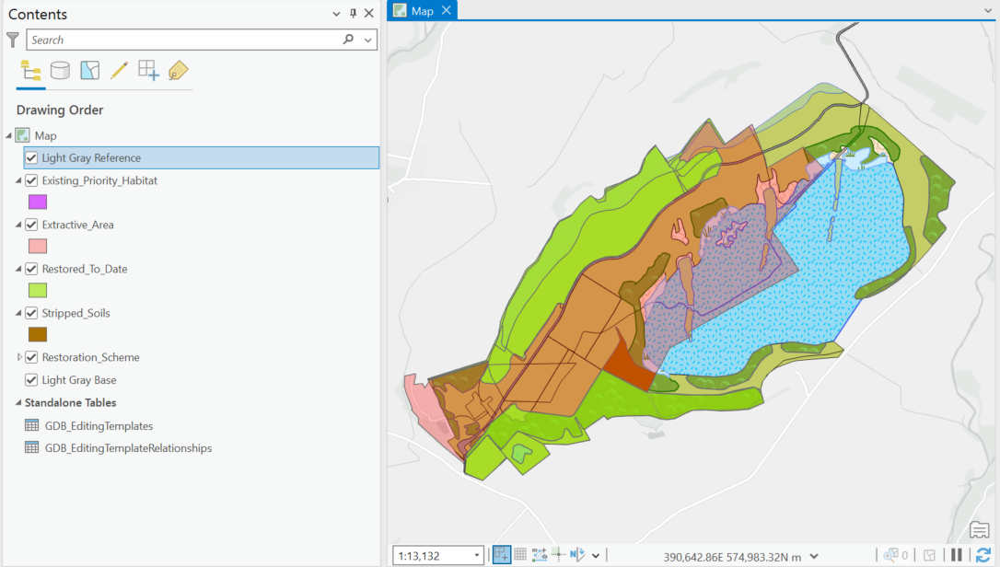 Contents
Map
Search
Drawing Order
Map
Light Gray Reference
Existing_Priority_Habitat
Extractive_Area
Restored_To_Date
Stripped_Soils
Restoration_Scheme
Light Gray Base
Standalone Tables
GDB_EditingTemplates
GDB_EditingTemplateRelationships
1:13,132
N
390,642.86E 574,983.32N m
0